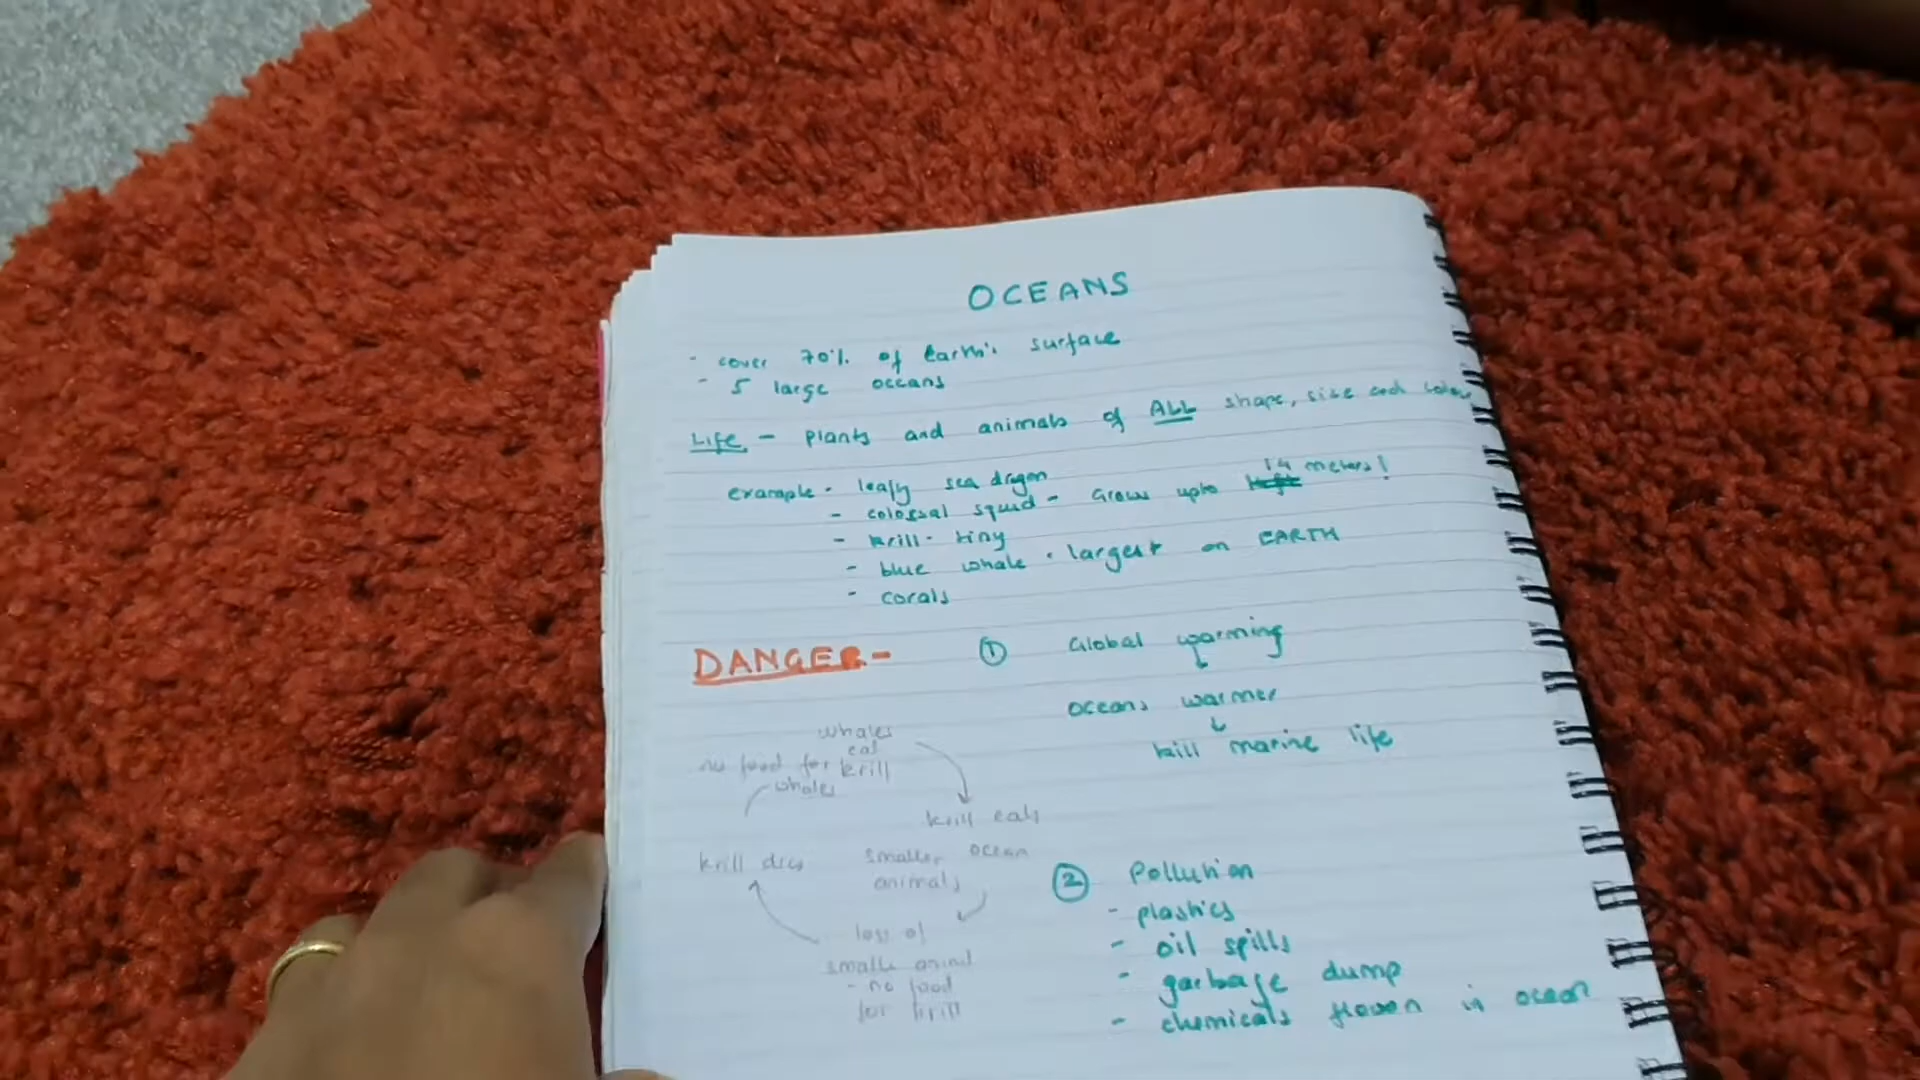 OCEANS
- cover 70% of Earth's surface
- 5 large oceans
Life - plants and animals of ALL shape, size and colour
example - leafy sea dragon
- colossal squid - Grows upto 14 meters!
- krill - tiny
- blue whale - largest on EARTH
- corals
DANGER -
① Global warming
↓
oceans warmer
↓
kill marine life
whales
eat
krill
krill eats
smaller ocean
animals
loss of
smalle animl
- no food
for krill
krill dies
no food for
whales
② Pollution
- plastics
- oil spills
- garbage dump
- chemicals in ocean